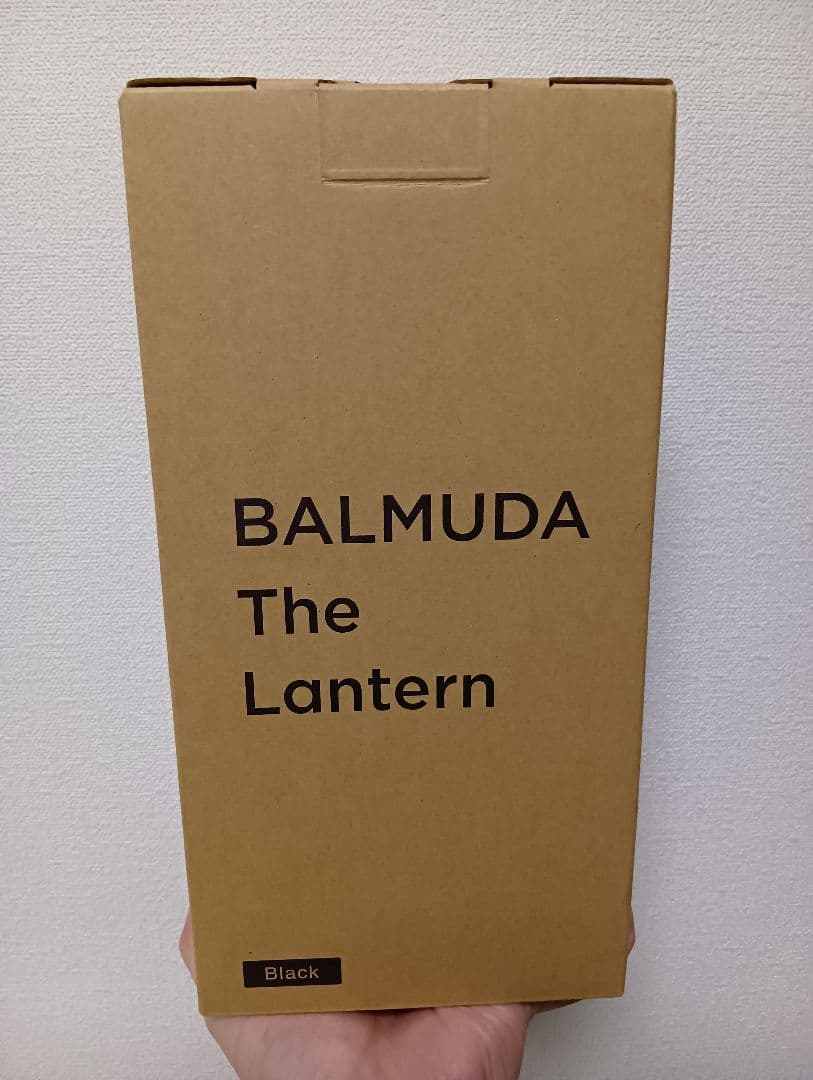 BALMUDA
The
Lantern
Black